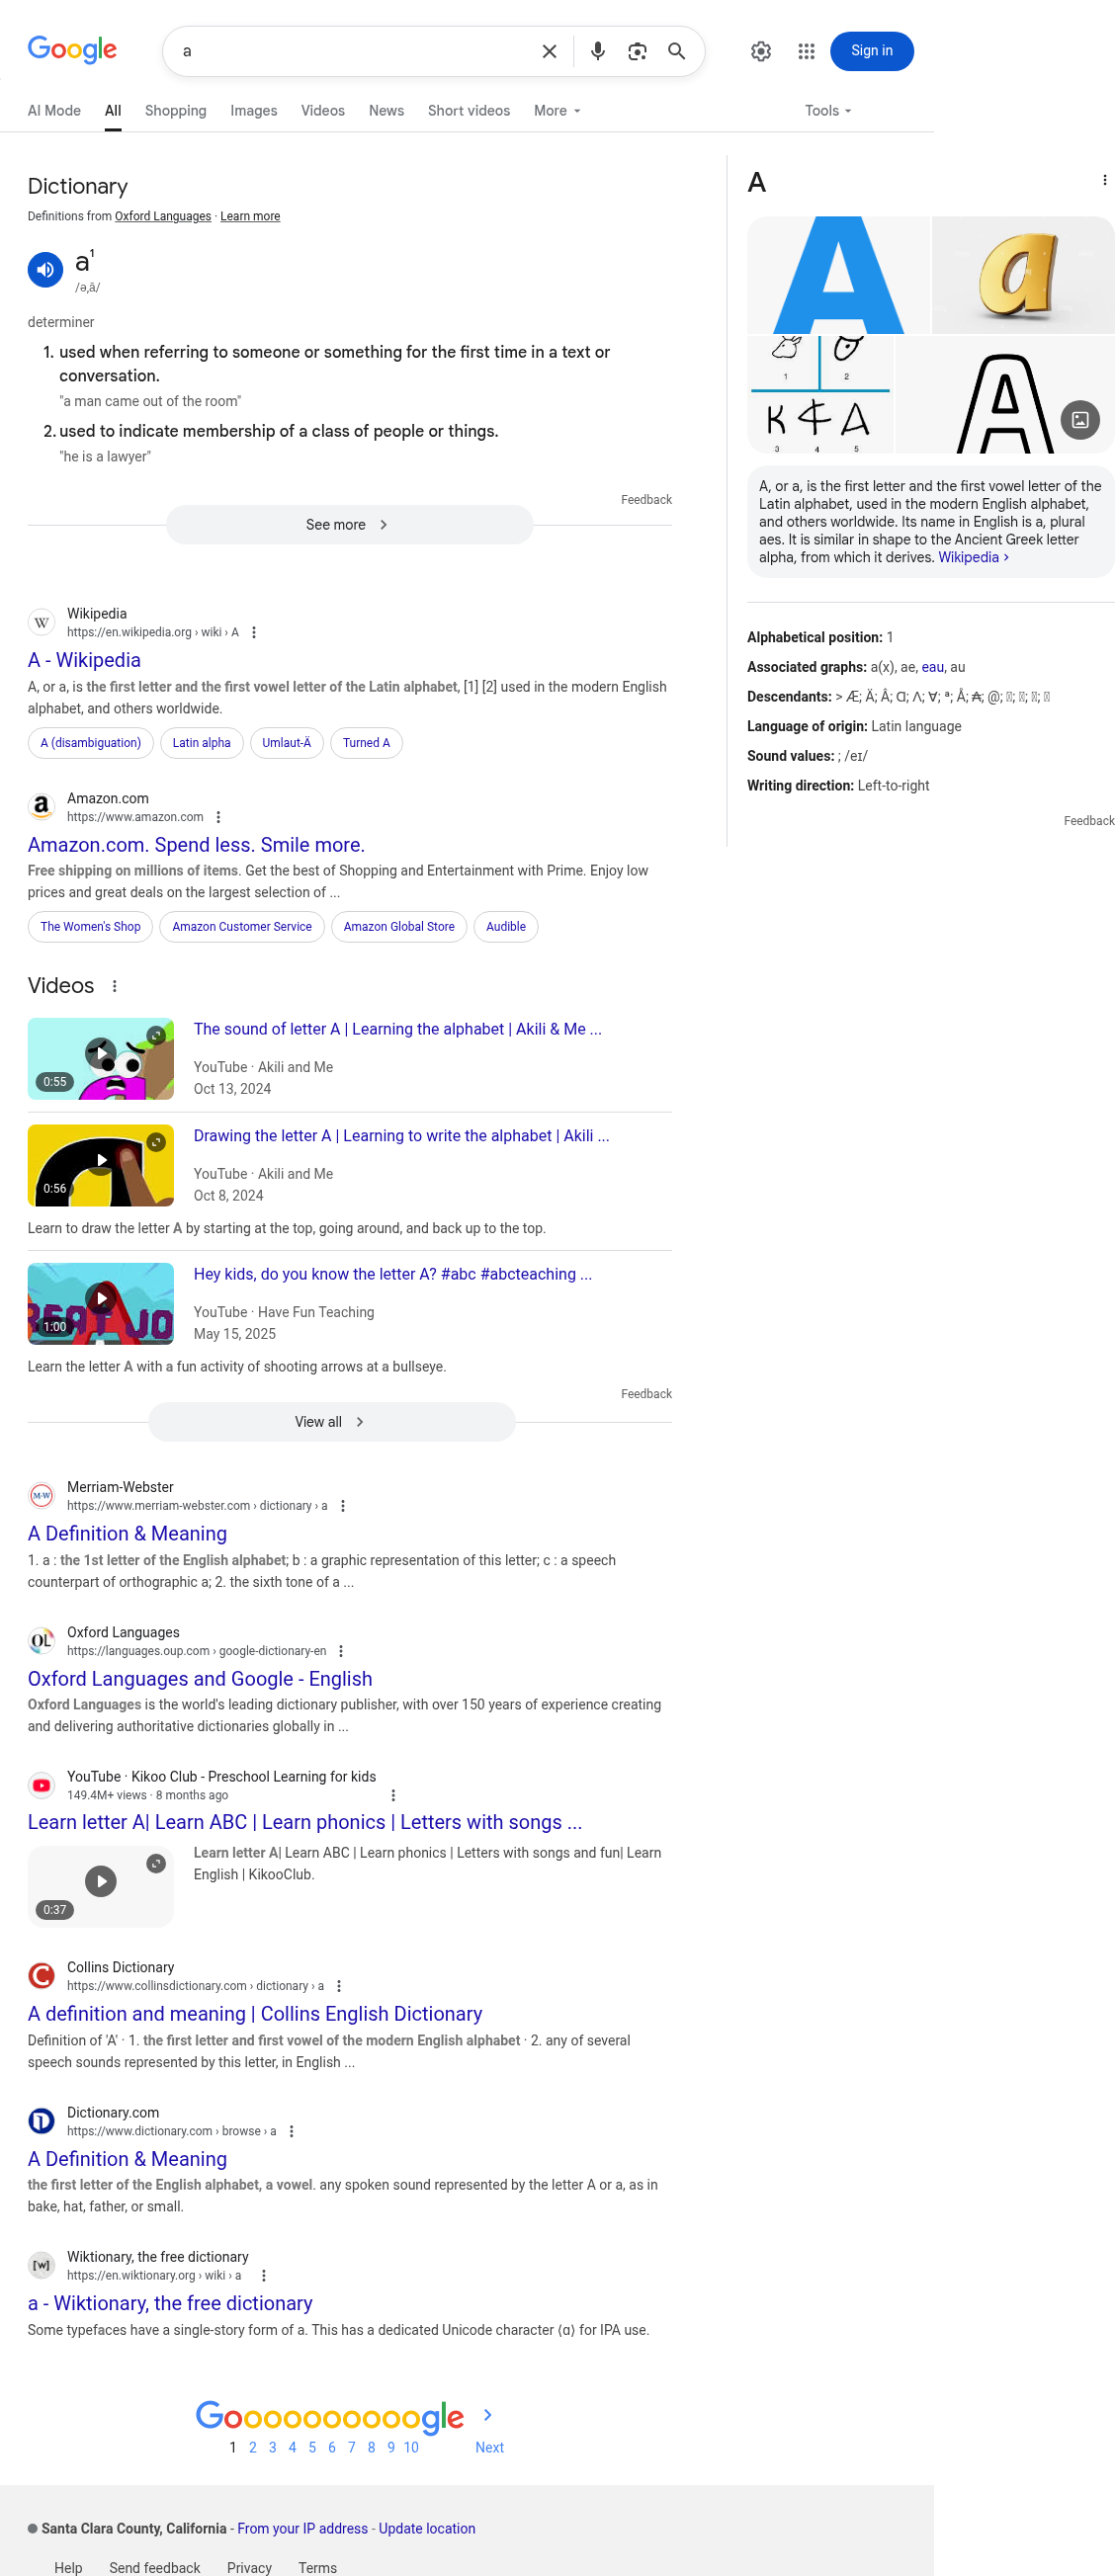 Google
a
Sign in
AI Mode
All
Shopping
Images
Videos
News
Short videos
More
Tools
Dictionary
Definitions from Oxford Languages · Learn more
a¹
/ə,ā/
determiner
1. used when referring to someone or something for the first time in a text or
conversation.
"a man came out of the room"
2. used to indicate membership of a class of people or things.
"he is a lawyer"
Feedback
See more
Wikipedia
https://en.wikipedia.org › wiki › A
A - Wikipedia
A, or a, is the first letter and the first vowel letter of the Latin alphabet, [1] [2] used in the modern English
alphabet, and others worldwide.
A (disambiguation)
Latin alpha
Umlaut-Ä
Turned A
Amazon.com
https://www.amazon.com
Amazon.com. Spend less. Smile more.
Free shipping on millions of items. Get the best of Shopping and Entertainment with Prime. Enjoy low
prices and great deals on the largest selection of ...
The Women's Shop
Amazon Customer Service
Amazon Global Store
Audible
Videos
0:55
The sound of letter A | Learning the alphabet | Akili & Me ...
YouTube · Akili and Me
Oct 13, 2024
0:56
Drawing the letter A | Learning to write the alphabet | Akili ...
YouTube · Akili and Me
Oct 8, 2024
Learn to draw the letter A by starting at the top, going around, and back up to the top.
1:00
Hey kids, do you know the letter A? #abc #abcteaching ...
YouTube · Have Fun Teaching
May 15, 2025
Learn the letter A with a fun activity of shooting arrows at a bullseye.
Feedback
View all
Merriam-Webster
https://www.merriam-webster.com › dictionary › a
A Definition & Meaning
1. a : the 1st letter of the English alphabet; b : a graphic representation of this letter; c : a speech
counterpart of orthographic a; 2. the sixth tone of a ...
Oxford Languages
https://languages.oup.com › google-dictionary-en
Oxford Languages and Google - English
Oxford Languages is the world's leading dictionary publisher, with over 150 years of experience creating
and delivering authoritative dictionaries globally in ...
YouTube · Kikoo Club - Preschool Learning for kids
149.4M+ views · 8 months ago
Learn letter A| Learn ABC | Learn phonics | Letters with songs ...
0:37
Learn letter A| Learn ABC | Learn phonics | Letters with songs and fun| Learn
English | KikooClub.
Collins Dictionary
https://www.collinsdictionary.com › dictionary › a
A definition and meaning | Collins English Dictionary
Definition of 'A' · 1. the first letter and first vowel of the modern English alphabet · 2. any of several
speech sounds represented by this letter, in English ...
Dictionary.com
https://www.dictionary.com › browse › a
A Definition & Meaning
the first letter of the English alphabet, a vowel. any spoken sound represented by the letter A or a, as in
bake, hat, father, or small.
Wiktionary, the free dictionary
https://en.wiktionary.org › wiki › a
a - Wiktionary, the free dictionary
Some typefaces have a single-story form of a. This has a dedicated Unicode character ⟨ɑ⟩ for IPA use.
Goooooooooogle
1 2 3 4 5 6 7 8 9 10 Next
Santa Clara County, California - From your IP address - Update location
Help
Send feedback
Privacy
Terms
A
A
a
1 2
K A
3 4 5
A
A, or a, is the first letter and the first vowel letter of the
Latin alphabet, used in the modern English alphabet,
and others worldwide. Its name in English is a, plural
aes. It is similar in shape to the Ancient Greek letter
alpha, from which it derives. Wikipedia
Alphabetical position: 1
Associated graphs: a(x), ae, eau, au
Descendants: > Æ; Ä; Â; Ɑ; Λ; Ɐ; ª; Å; ₳; @;
Language of origin: Latin language
Sound values: ; /eɪ/
Writing direction: Left-to-right
Feedback